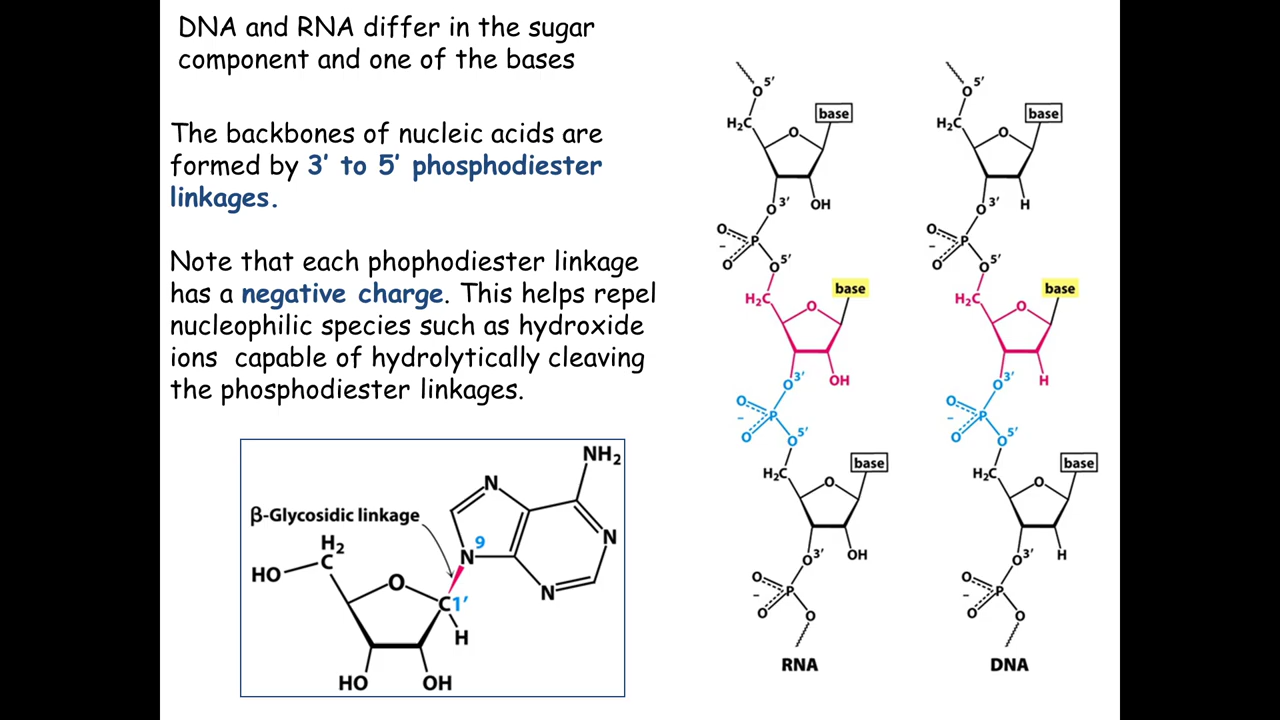 DNA and RNA differ in the sugar
component and one of the bases
The backbones of nucleic acids are
formed by 3′ to 5′ phosphodiester
linkages.
Note that each phophodiester linkage
has a negative charge. This helps repel
nucleophilic species such as hydroxide
ions capable of hydrolytically cleaving
the phosphodiester linkages.
NH₂
N
N
β-Glycosidic linkage
9
N
N
H₂
C
HO
O
C1′
H
HO
OH
5′
O
base
H₂C
O
3′
O
OH
O
P
–
O
5′
O
base
H₂C
O
3′
O
OH
O
P
–
O
5′
O
base
H₂C
O
3′
O
OH
O
P
–
O
O
RNA
5′
O
base
H₂C
O
3′
O
H
O
P
–
O
5′
O
base
H₂C
O
3′
O
H
O
P
–
O
5′
O
base
H₂C
O
3′
O
H
O
P
–
O
O
DNA